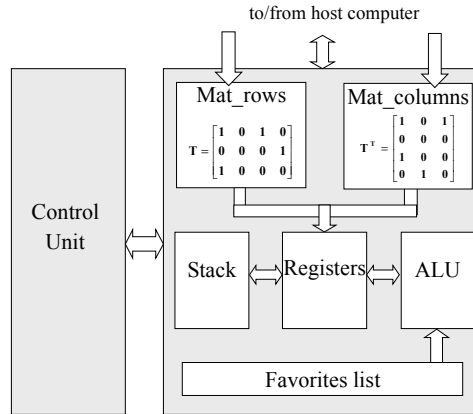 to/from host computer
Mat_rows
T = [1 0 1 0
0 0 0 1
1 0 0 0]
Mat_columns
T^T = [1 0 1
0 0 0
1 0 0
0 1 0]
Control
Unit
Stack
Registers
ALU
Favorites list